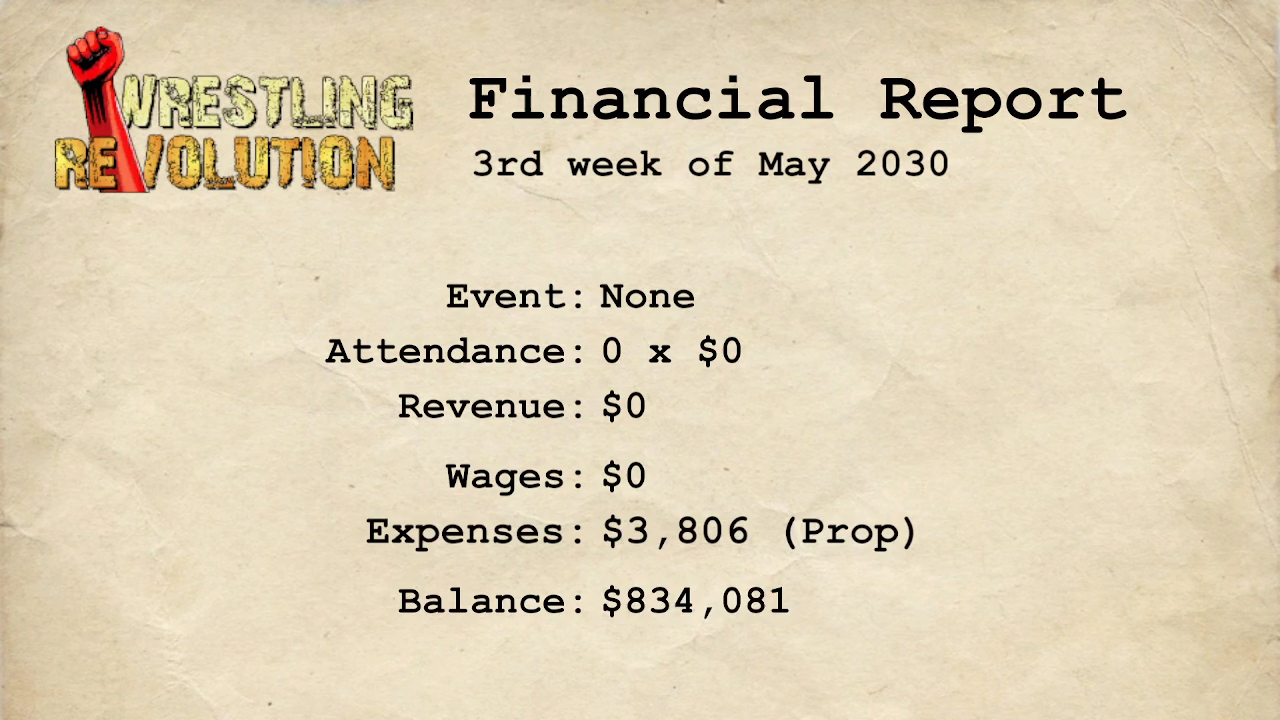 WRESTLING
REVOLUTION
Financial Report
3rd week of May 2030
Event: None
Attendance: 0 x $0
Revenue: $0
Wages: $0
Expenses: $3,806 (Prop)
Balance: $834,081